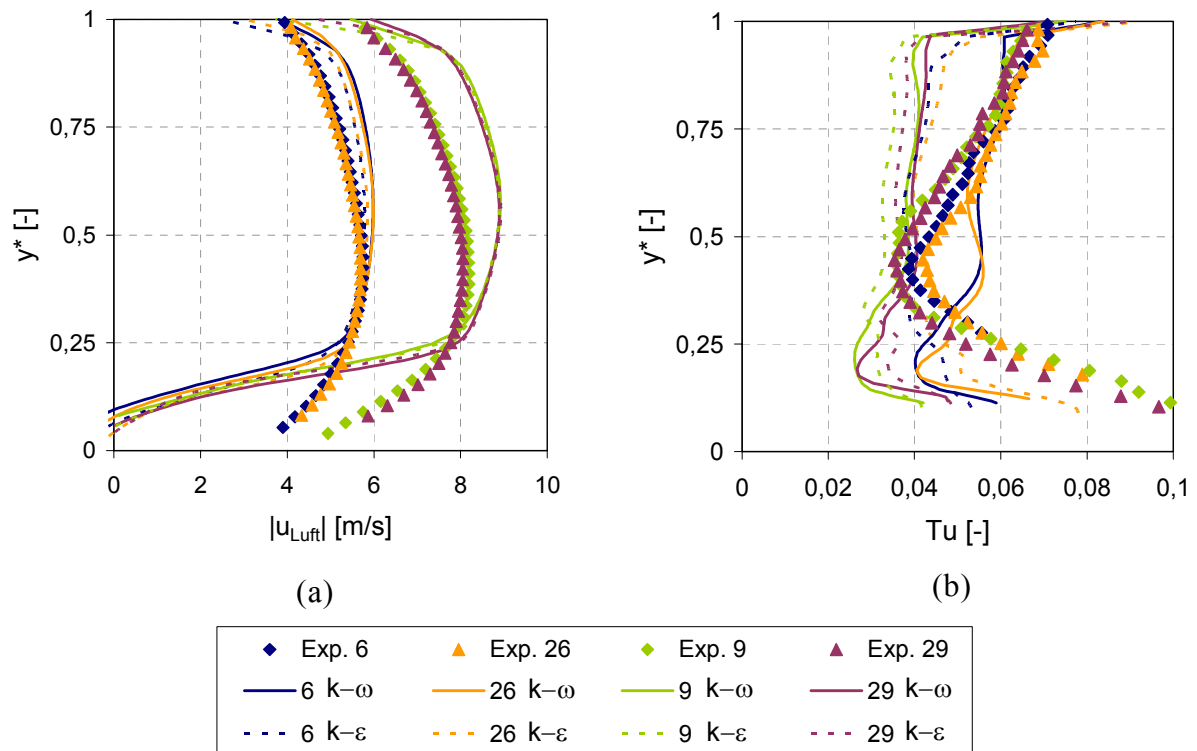 1
0,75
0,5
0,25
0
y* [-]
0 2 4 6 8 10
|u_Luft| [m/s]
(a)
1
0,75
0,5
0,25
0
y* [-]
0 0,02 0,04 0,06 0,08 0,1
Tu [-]
(b)
Exp. 6 Exp. 26 Exp. 9 Exp. 29
6 k−ω 26 k−ω 9 k−ω 29 k−ω
6 k−ε 26 k−ε 9 k−ε 29 k−ε